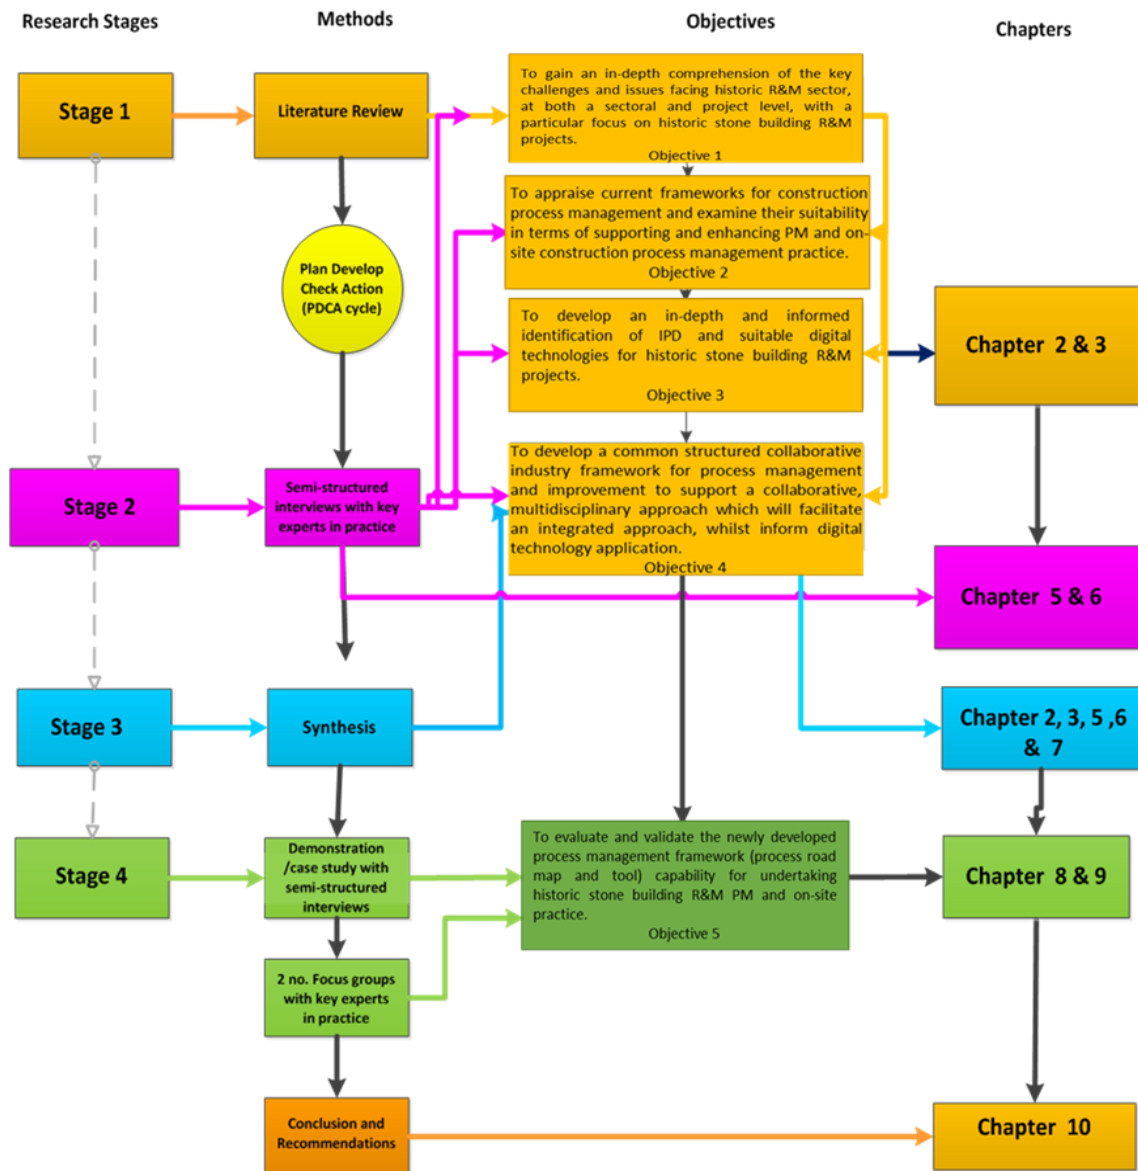 Research Stages
Methods
Objectives
Chapters
Stage 1
Literature Review
To gain an in-depth comprehension of the key
challenges and issues facing historic R&M sector,
at both a sectoral and project level, with a
particular focus on historic stone building R&M
projects.
Objective 1
To appraise current frameworks for construction
process management and examine their suitability
in terms of supporting and enhancing PM and on-
site construction process management practice.
Objective 2
Plan Develop
Check Action
(PDCA cycle)
To develop an in-depth and informed
identification of IPD and suitable digital
technologies for historic stone building R&M
projects.
Objective 3
Chapter 2 & 3
Stage 2
Semi-structured
interviews with key
experts in practice
To develop a common structured collaborative
industry framework for process management
and improvement to support a collaborative,
multidisciplinary approach which will facilitate
an integrated approach, whilst inform digital
technology application.
Objective 4
Chapter 5 & 6
Stage 3
Synthesis
Chapter 2, 3, 5 ,6
& 7
Stage 4
Demonstration
/case study with
semi-structured
interviews
To evaluate and validate the newly developed
process management framework (process road
map and tool) capability for undertaking
historic stone building R&M PM and on-site
practice.
Objective 5
Chapter 8 & 9
2 no. Focus groups
with key experts
in practice
Conclusion and
Recommendations
Chapter 10